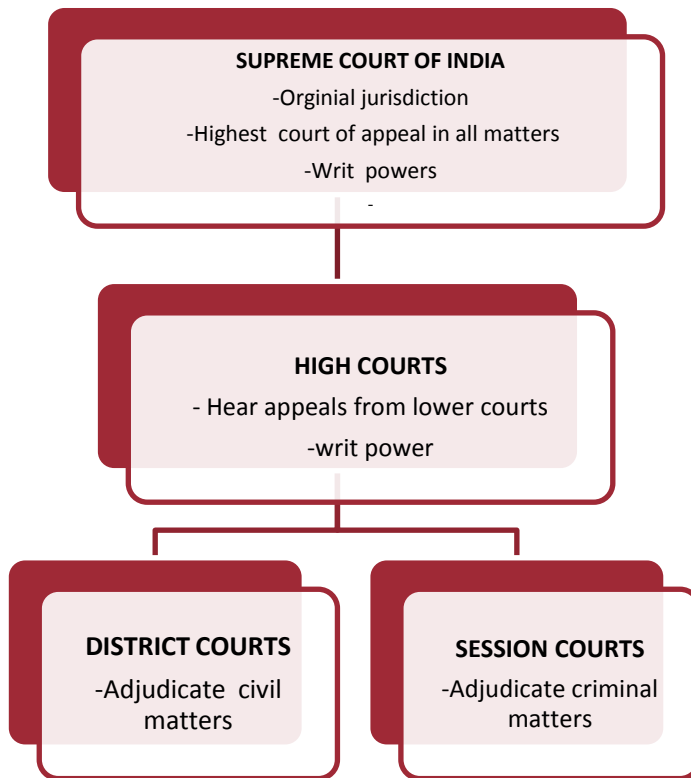 SUPREME COURT OF INDIA
-Orginial jurisdiction
-Highest court of appeal in all matters
-Writ powers
-
HIGH COURTS
- Hear appeals from lower courts
-writ power
DISTRICT COURTS
-Adjudicate civil
matters
SESSION COURTS
-Adjudicate criminal
matters